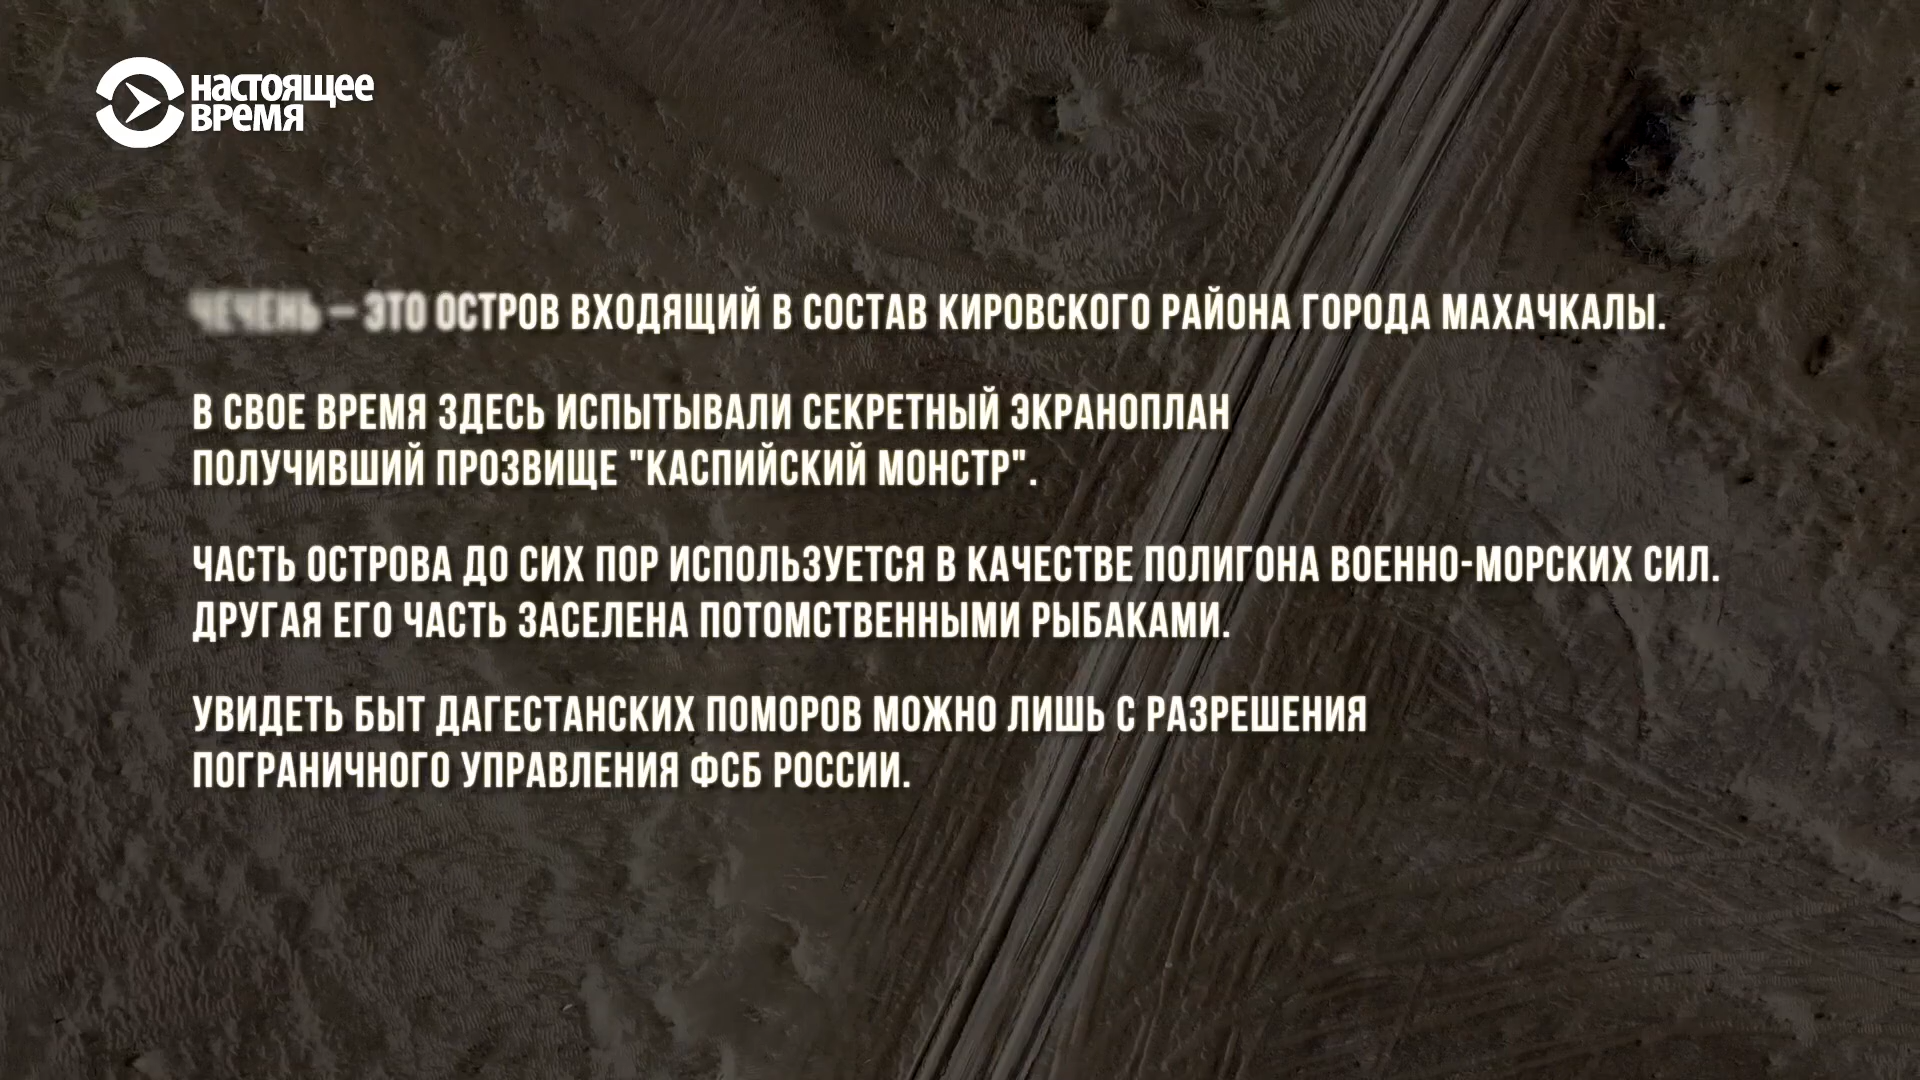 НАСТОЯЩЕЕ
ВРЕМЯ
ЧЕЧЕНЬ – ЭТО ОСТРОВ ВХОДЯЩИЙ В СОСТАВ КИРОВСКОГО РАЙОНА ГОРОДА МАХАЧКАЛЫ.
В СВОЕ ВРЕМЯ ЗДЕСЬ ИСПЫТЫВАЛИ СЕКРЕТНЫЙ ЭКРАНОПЛАН
ПОЛУЧИВШИЙ ПРОЗВИЩЕ "КАСПИЙСКИЙ МОНСТР".
ЧАСТЬ ОСТРОВА ДО СИХ ПОР ИСПОЛЬЗУЕТСЯ В КАЧЕСТВЕ ПОЛИГОНА ВОЕННО-МОРСКИХ СИЛ.
ДРУГАЯ ЕГО ЧАСТЬ ЗАСЕЛЕНА ПОТОМСТВЕННЫМИ РЫБАКАМИ.
УВИДЕТЬ БЫТ ДАГЕСТАНСКИХ ПОМОРОВ МОЖНО ЛИШЬ С РАЗРЕШЕНИЯ
ПОГРАНИЧНОГО УПРАВЛЕНИЯ ФСБ РОССИИ.